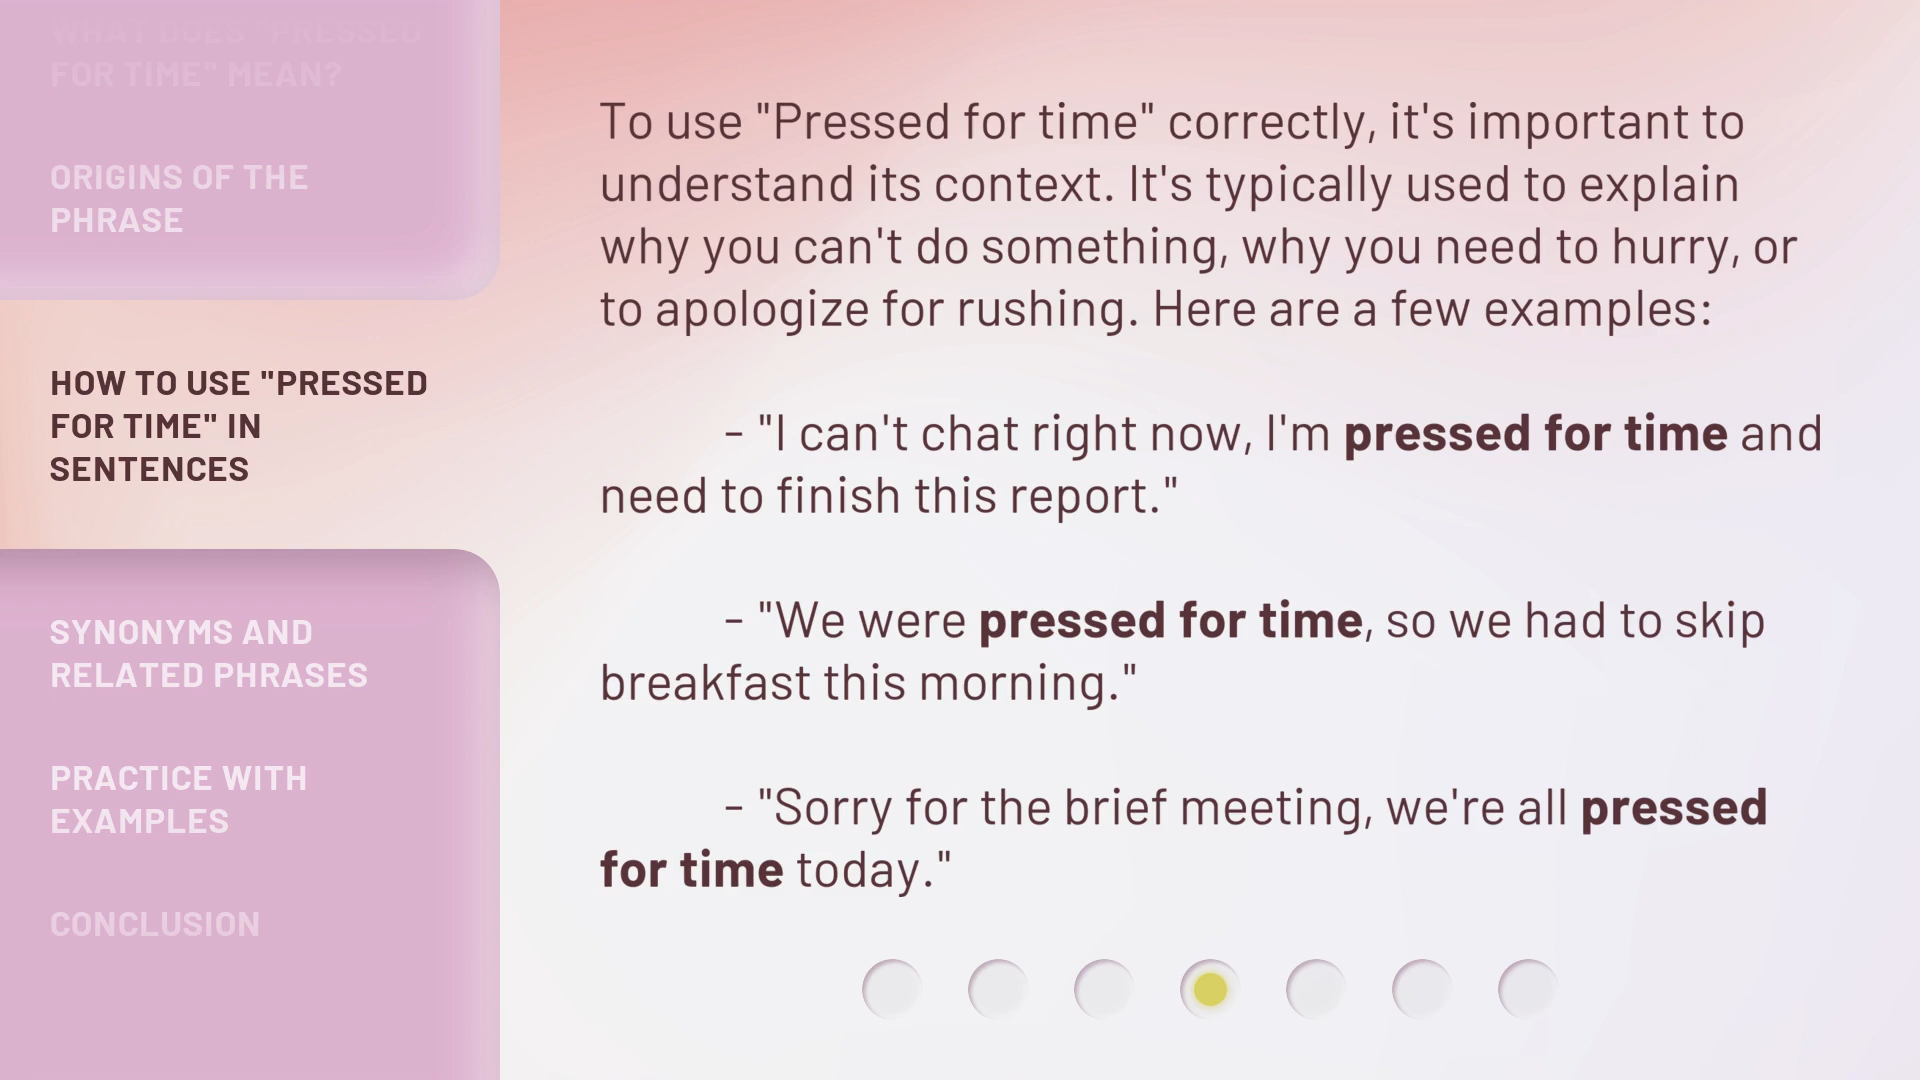 WHAT DOES "PRESSED
FOR TIME" MEAN?
ORIGINS OF THE
PHRASE
HOW TO USE "PRESSED
FOR TIME" IN
SENTENCES
SYNONYMS AND
RELATED PHRASES
PRACTICE WITH
EXAMPLES
CONCLUSION
To use "Pressed for time" correctly, it's important to
understand its context. It's typically used to explain
why you can't do something, why you need to hurry, or
to apologize for rushing. Here are a few examples:
- "I can't chat right now, I'm pressed for time and
need to finish this report."
- "We were pressed for time, so we had to skip
breakfast this morning."
- "Sorry for the brief meeting, we're all pressed
for time today."